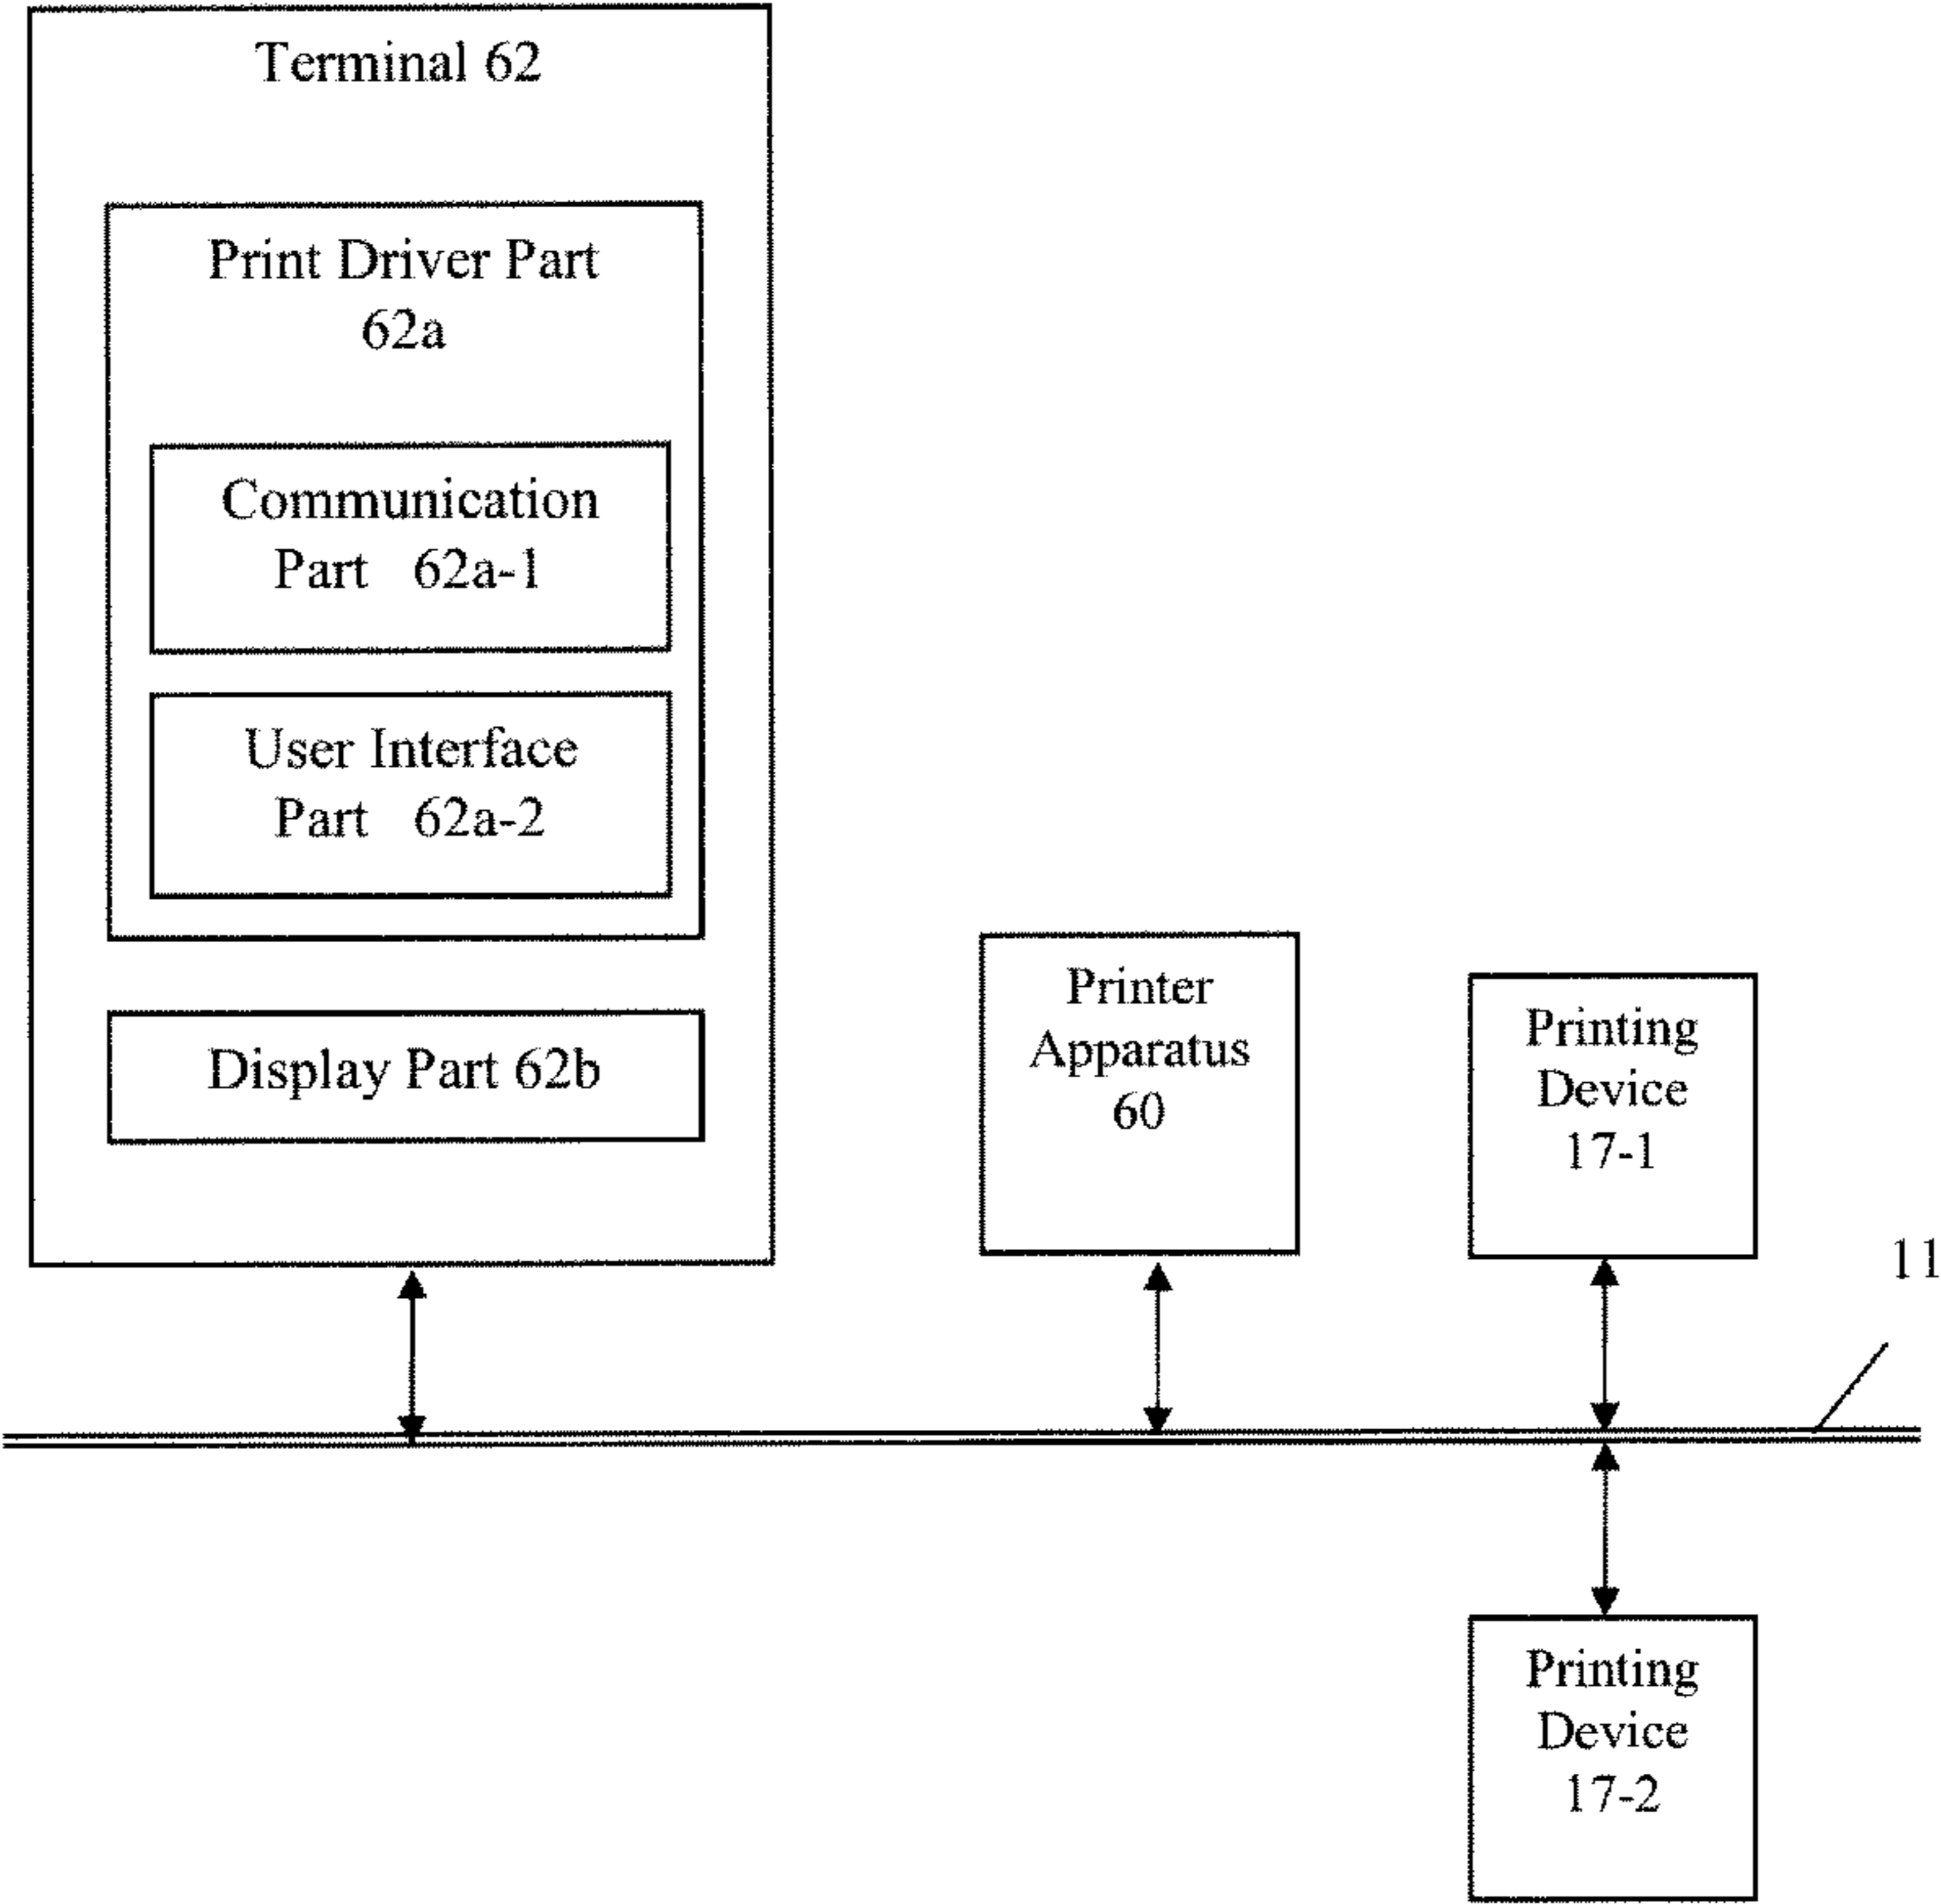 Terminal 62
Print Driver Part
62a
Communication
Part 62a-1
User Interface
Part 62a-2
Display Part 62b
Printer
Apparatus
60
Printing
Device
17-1
11
Printing
Device
17-2